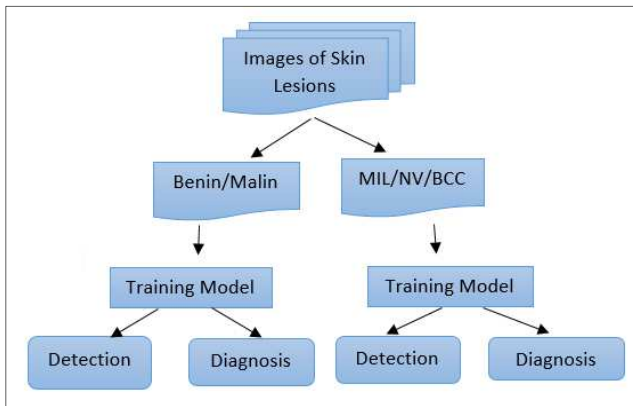 Images of Skin
Lesions
Benin/Malin
MIL/NV/BCC
Training Model
Training Model
Detection
Diagnosis
Detection
Diagnosis